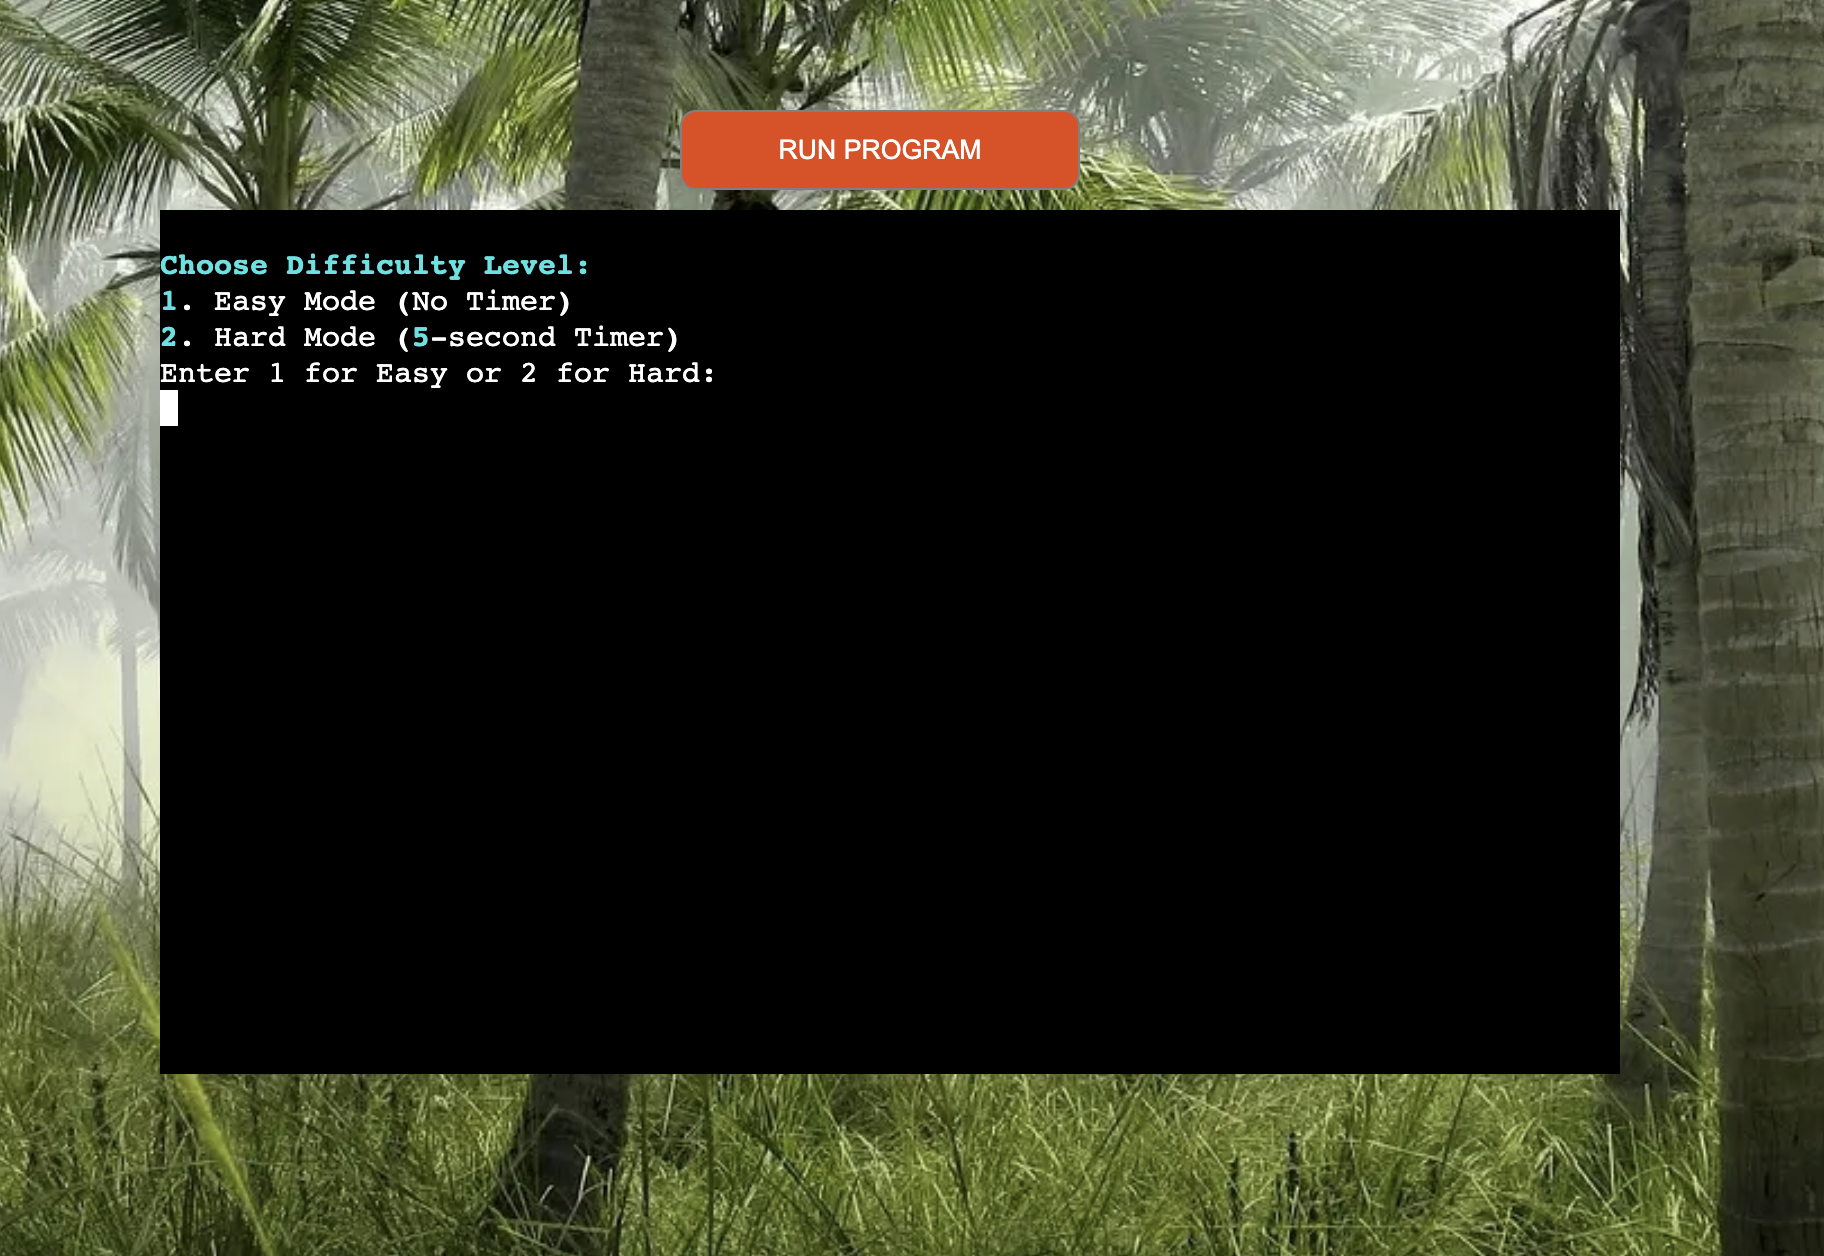 RUN PROGRAM
Choose Difficulty Level:
1. Easy Mode (No Timer)
2. Hard Mode (5-second Timer)
Enter 1 for Easy or 2 for Hard: